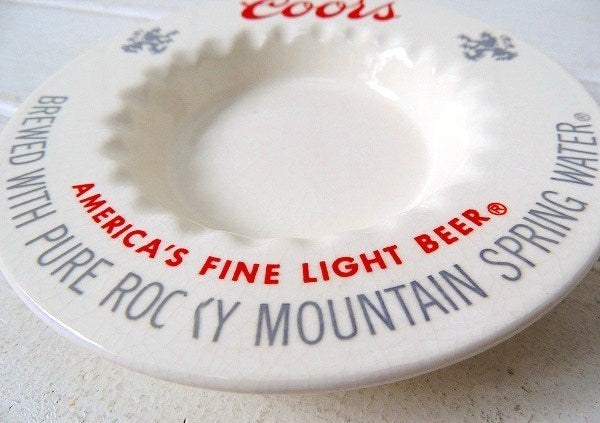 Coors
AMERICA'S FINE LIGHT BEER®
BREWED WITH PURE ROCKY MOUNTAIN SPRING WATER®